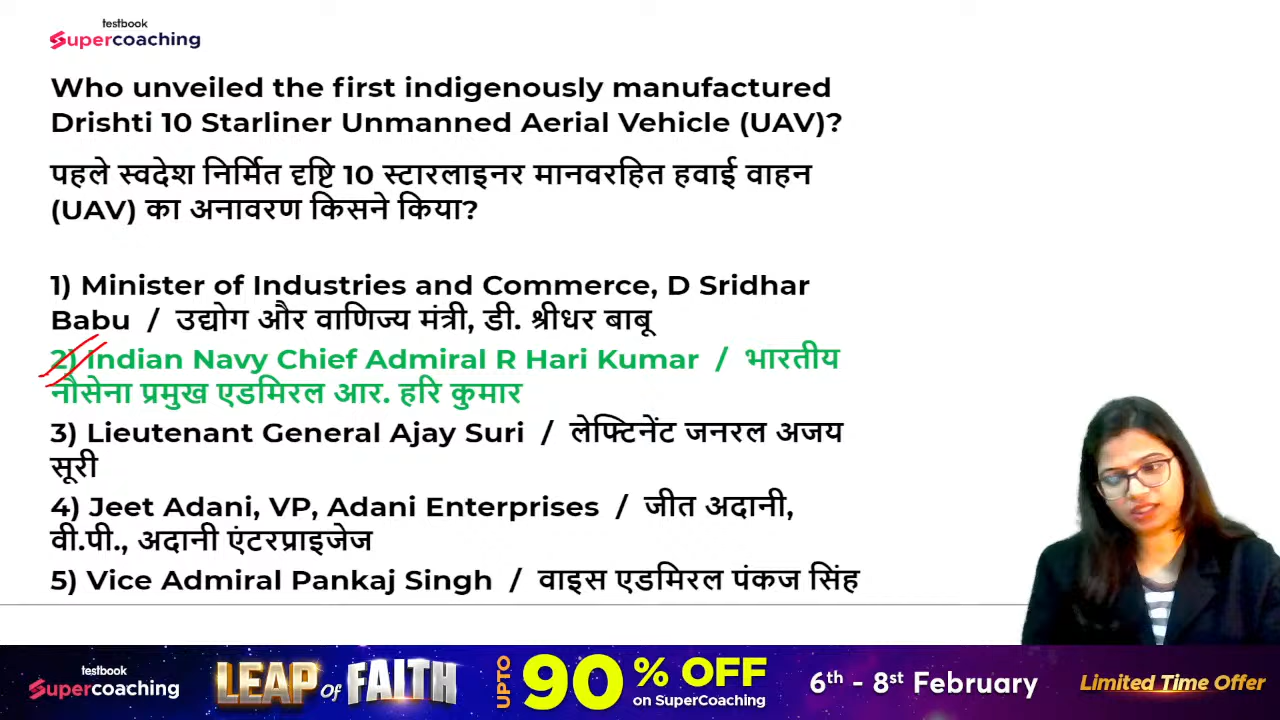 testbook
Supercoaching
Who unveiled the first indigenously manufactured
Drishti 10 Starliner Unmanned Aerial Vehicle (UAV)?
पहले स्वदेश निर्मित दृष्टि 10 स्टारलाइनर मानवरहित हवाई वाहन
(UAV) का अनावरण किसने किया?
1) Minister of Industries and Commerce, D Sridhar
Babu / उद्योग और वाणिज्य मंत्री, डी. श्रीधर बाबू
2) Indian Navy Chief Admiral R Hari Kumar / भारतीय
नौसेना प्रमुख एडमिरल आर. हरि कुमार
3) Lieutenant General Ajay Suri / लेफ्टिनेंट जनरल अजय
सूरी
4) Jeet Adani, VP, Adani Enterprises / जीत अदानी,
वी.पी., अदानी एंटरप्राइजेज
5) Vice Admiral Pankaj Singh / वाइस एडमिरल पंकज सिंह
testbook
Supercoaching
LEAP Of FAITH
UPTO 90% OFF
on SuperCoaching
6th - 8st February
Limited Time Offer